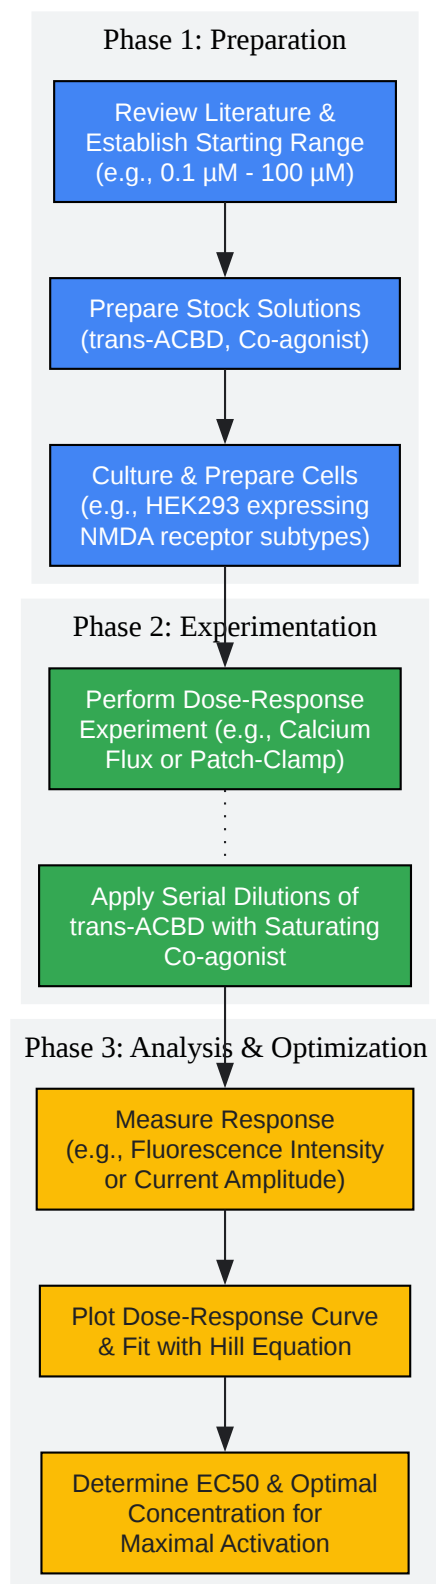 Phase 1: Preparation
Review Literature &
Establish Starting Range
(e.g., 0.1 µM - 100 µM)
Prepare Stock Solutions
(trans-ACBD, Co-agonist)
Culture & Prepare Cells
(e.g., HEK293 expressing
NMDA receptor subtypes)
Phase 2: Experimentation
Perform Dose-Response
Experiment (e.g., Calcium
Flux or Patch-Clamp)
Apply Serial Dilutions of
trans-ACBD with Saturating
Co-agonist
Phase 3: Analysis & Optimization
Measure Response
(e.g., Fluorescence Intensity
or Current Amplitude)
Plot Dose-Response Curve
& Fit with Hill Equation
Determine EC50 & Optimal
Concentration for
Maximal Activation